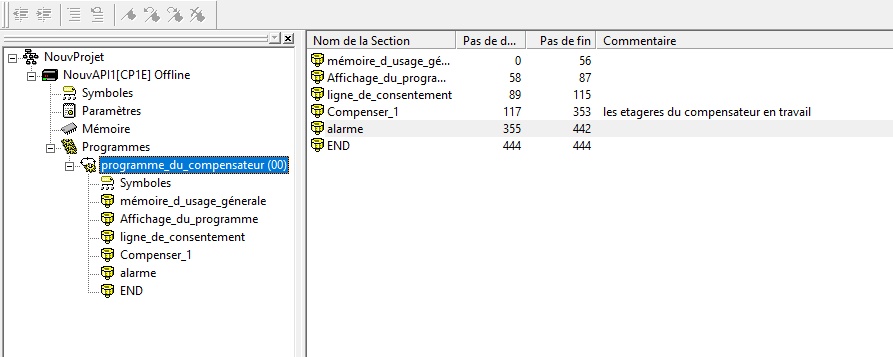 NouvProjet
NouvAPI1[CP1E] Offline
Symboles
Paramètres
Mémoire
Programmes
programme_du_compensateur (00)
Symboles
mémoire_d_usage_génerale
Affichage_du_programme
ligne_de_consentement
Compenser_1
alarme
END
Nom de la Section Pas de d... Pas de fin Commentaire
mémoire_d_usage_gé... 0 56
Affichage_du_progra... 58 87
ligne_de_consentement 89 115
Compenser_1 117 353 les etageres du compensateur en travail
alarme 355 442
END 444 444